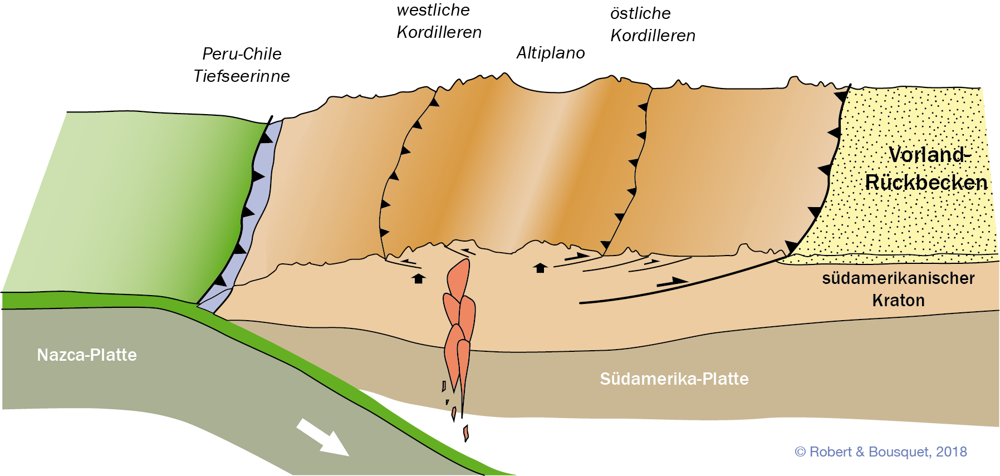 westliche
Kordilleren
östliche
Kordilleren
Peru-Chile
Tiefseerinne
Altiplano
Vorland-
Rückbecken
südamerikanischer
Kraton
Nazca-Platte
Südamerika-Platte
© Robert & Bousquet, 2018